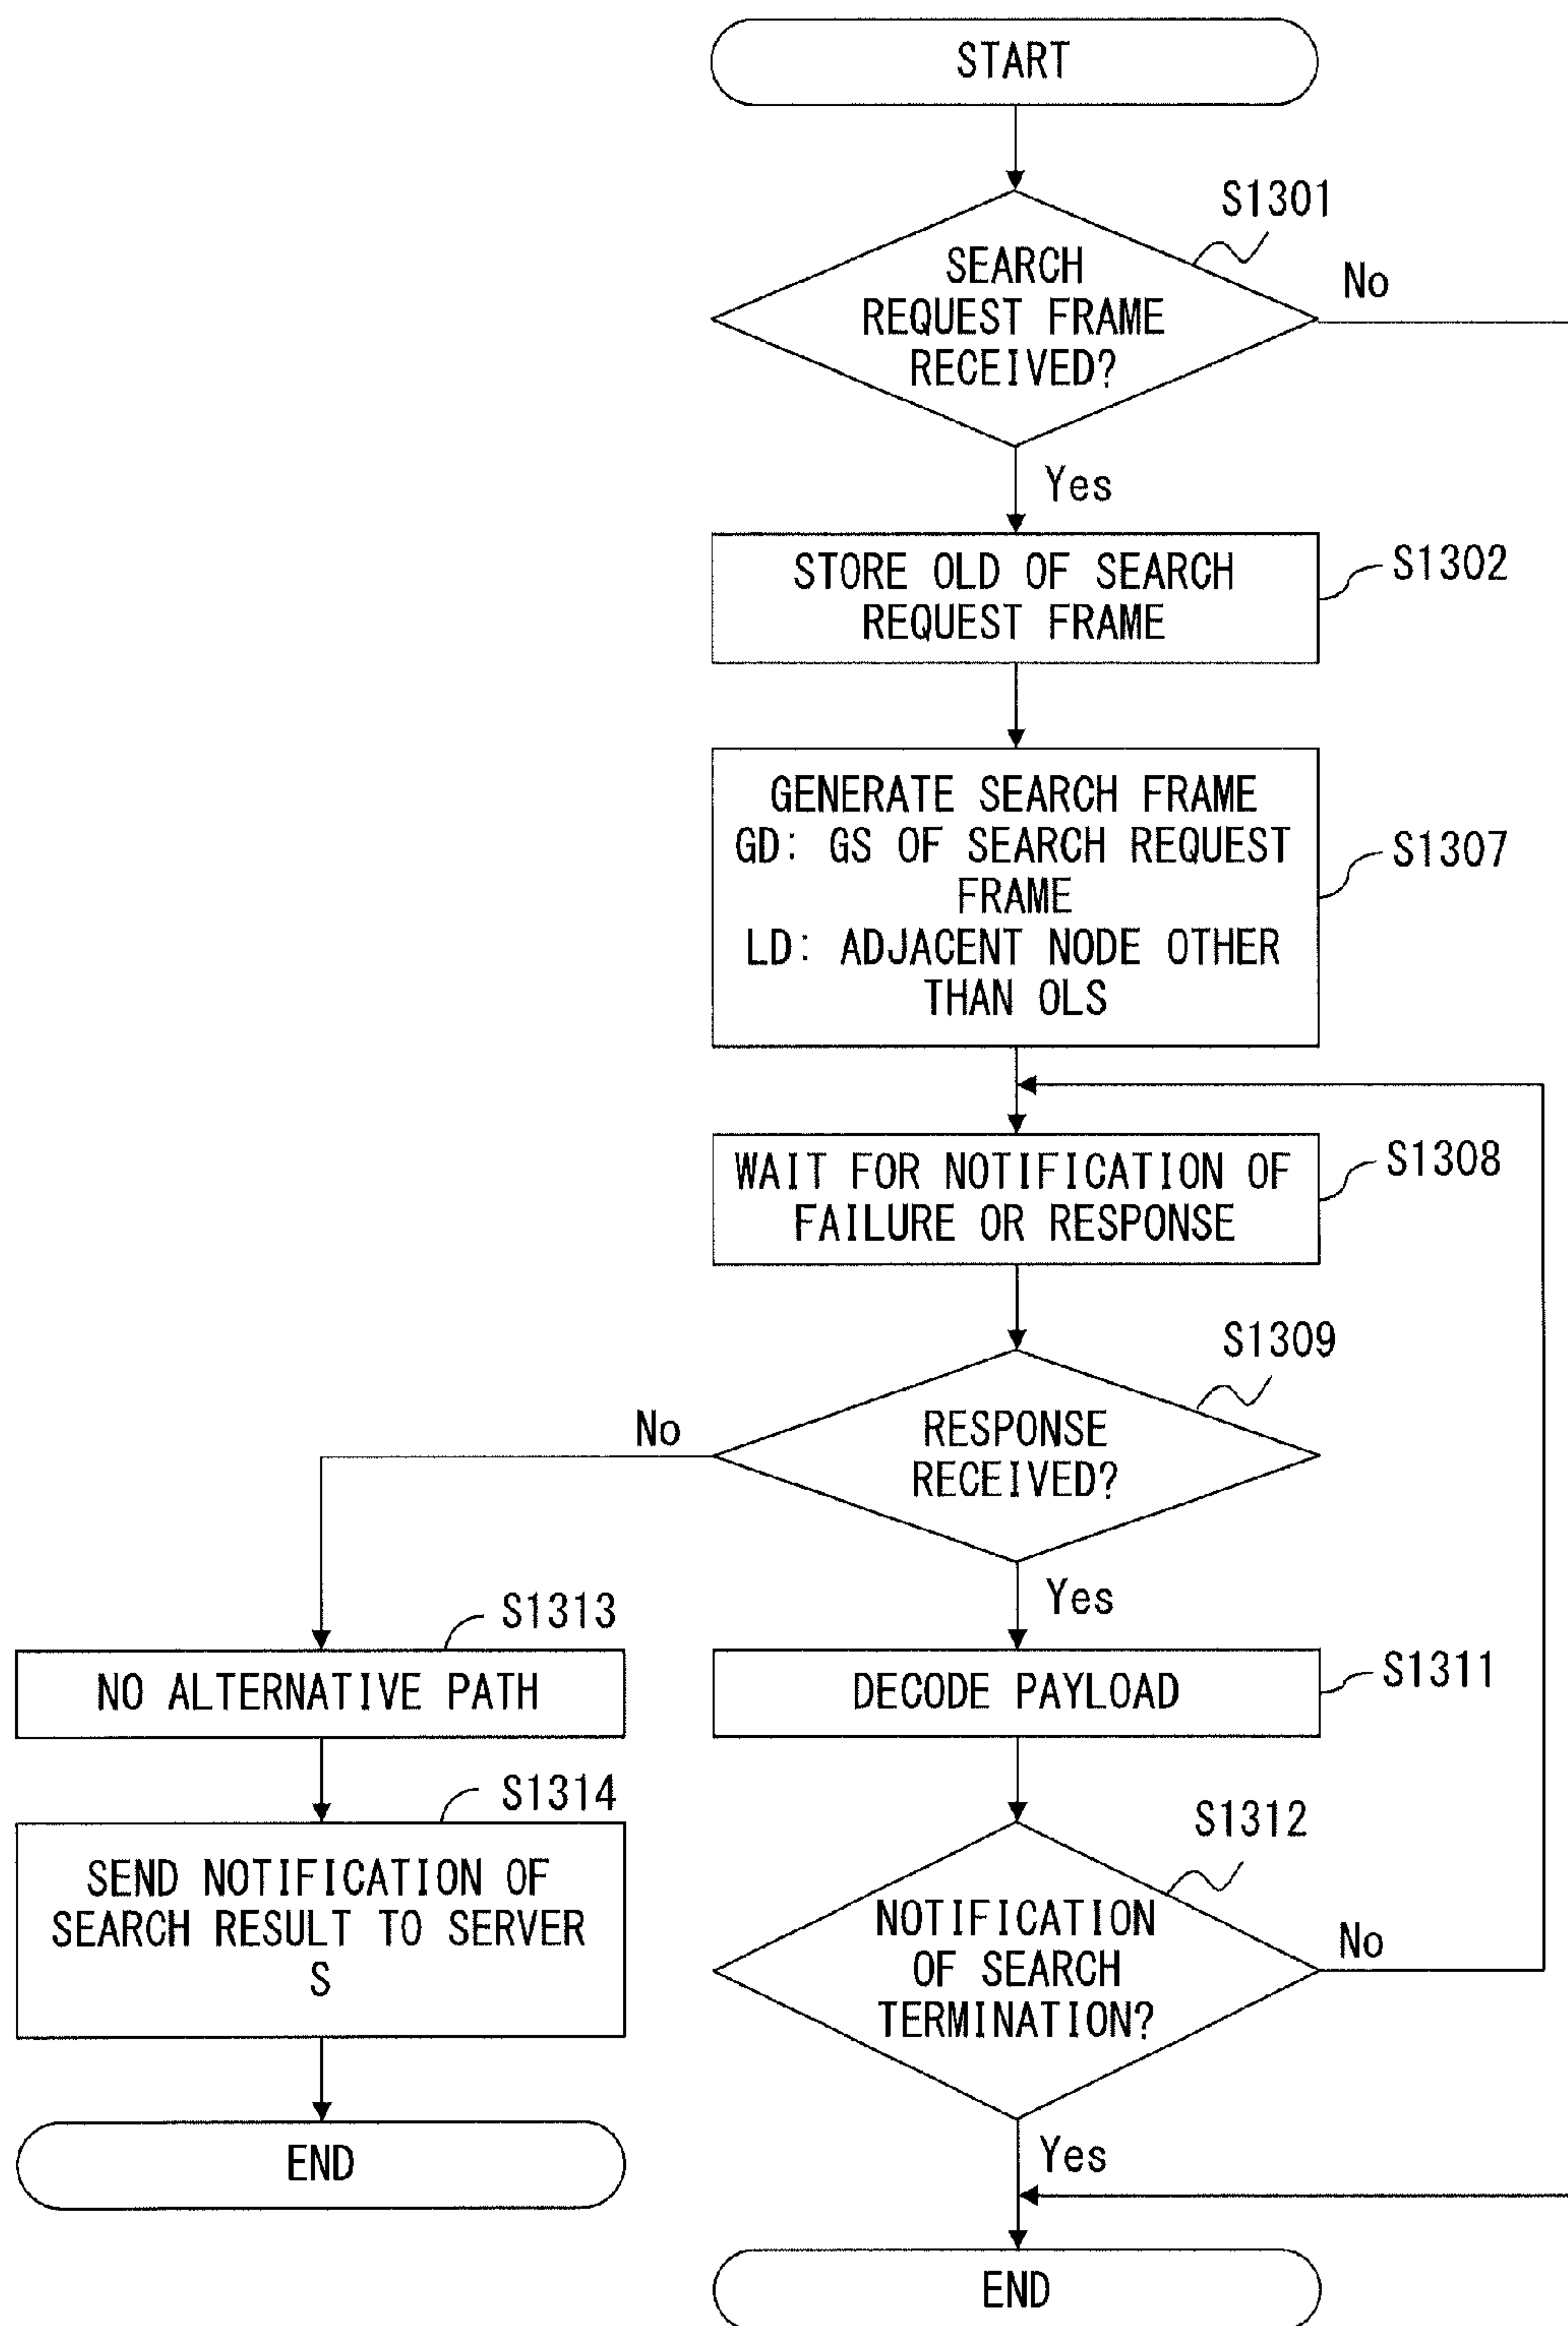 START
S1301
SEARCH
REQUEST FRAME
RECEIVED?
No
Yes
STORE OLD OF SEARCH
REQUEST FRAME
S1302
GENERATE SEARCH FRAME
GD: GS OF SEARCH REQUEST
FRAME
LD: ADJACENT NODE OTHER
THAN OLS
S1307
WAIT FOR NOTIFICATION OF
FAILURE OR RESPONSE
S1308
S1309
RESPONSE
RECEIVED?
No
Yes
S1313
NO ALTERNATIVE PATH
DECODE PAYLOAD
S1311
S1314
SEND NOTIFICATION OF
SEARCH RESULT TO SERVER
S
S1312
NOTIFICATION
OF SEARCH
TERMINATION?
No
Yes
END
END